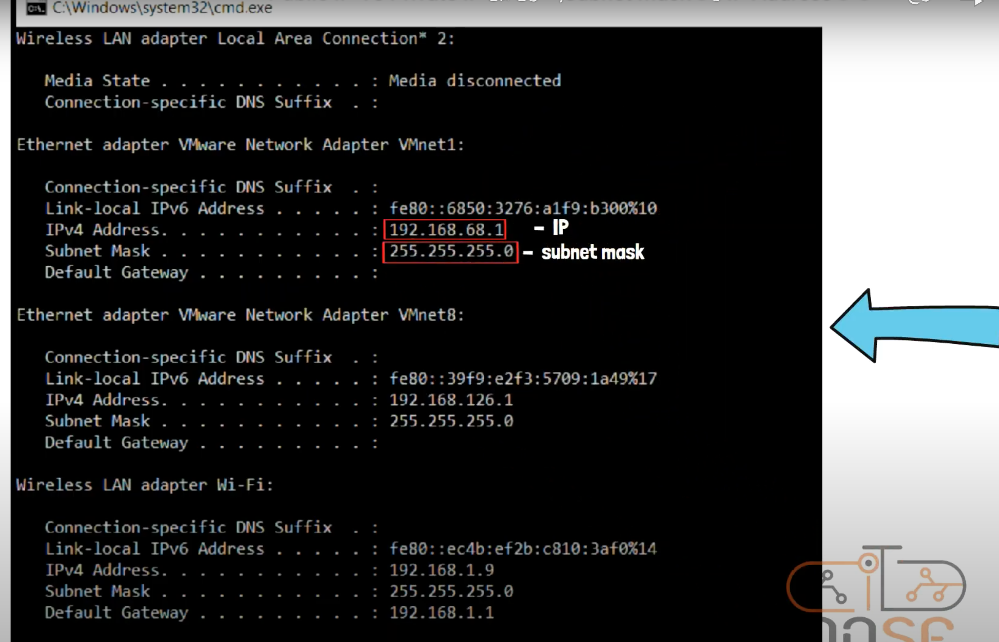 C:\Windows\system32\cmd.exe
Wireless LAN adapter Local Area Connection* 2:
Media State . . . . . . . . . . . : Media disconnected
Connection-specific DNS Suffix  . :
Ethernet adapter VMware Network Adapter VMnet1:
Connection-specific DNS Suffix  . :
Link-local IPv6 Address . . . . . : fe80::6850:3276:a1f9:b300%10
IPv4 Address. . . . . . . . . . . : 192.168.68.1 - IP
Subnet Mask . . . . . . . . . . . : 255.255.255.0 - subnet mask
Default Gateway . . . . . . . . . :
Ethernet adapter VMware Network Adapter VMnet8:
Connection-specific DNS Suffix  . :
Link-local IPv6 Address . . . . . : fe80::39f9:e2f3:5709:1a49%17
IPv4 Address. . . . . . . . . . . : 192.168.126.1
Subnet Mask . . . . . . . . . . . : 255.255.255.0
Default Gateway . . . . . . . . . :
Wireless LAN adapter Wi-Fi:
Connection-specific DNS Suffix  . :
Link-local IPv6 Address . . . . . : fe80::ec4b:ef2b:c810:3af0%14
IPv4 Address. . . . . . . . . . . : 192.168.1.9
Subnet Mask . . . . . . . . . . . : 255.255.255.0
Default Gateway . . . . . . . . . : 192.168.1.1